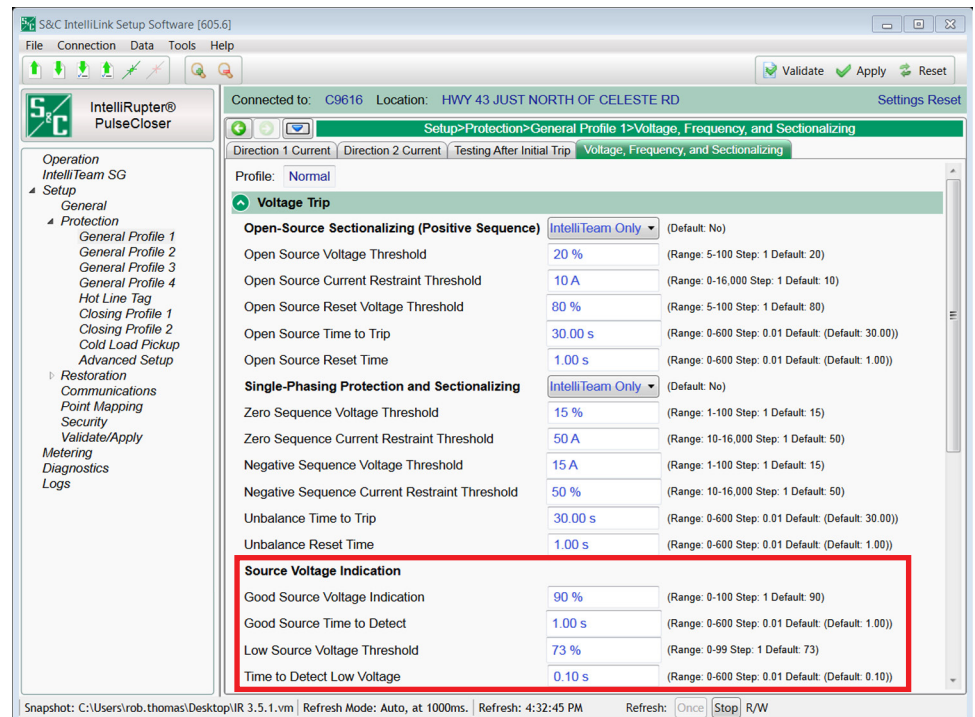 S&C IntelliLink Setup Software [605.6]
File Connection Data Tools Help
Validate Apply Reset
S&C
IntelliRupter®
PulseCloser
Operation
IntelliTeam SG
Setup
General
Protection
General Profile 1
General Profile 2
General Profile 3
General Profile 4
Hot Line Tag
Closing Profile 1
Closing Profile 2
Cold Load Pickup
Advanced Setup
Restoration
Communications
Point Mapping
Security
Validate/Apply
Metering
Diagnostics
Logs
Connected to: C9616 Location: HWY 43 JUST NORTH OF CELESTE RD Settings Reset
Setup>Protection>General Profile 1>Voltage, Frequency, and Sectionalizing
Direction 1 Current Direction 2 Current Testing After Initial Trip Voltage, Frequency, and Sectionalizing
Profile: Normal
Voltage Trip
Open-Source Sectionalizing (Positive Sequence) IntelliTeam Only (Default: No)
Open Source Voltage Threshold 20 % (Range: 5-100 Step: 1 Default: 20)
Open Source Current Restraint Threshold 10 A (Range: 0-16,000 Step: 1 Default: 10)
Open Source Reset Voltage Threshold 80 % (Range: 5-100 Step: 1 Default: 80)
Open Source Time to Trip 30.00 s (Range: 0-600 Step: 0.01 Default: (Default: 30.00))
Open Source Reset Time 1.00 s (Range: 0-600 Step: 0.01 Default: (Default: 1.00))
Single-Phasing Protection and Sectionalizing IntelliTeam Only (Default: No)
Zero Sequence Voltage Threshold 15 % (Range: 1-100 Step: 1 Default: 15)
Zero Sequence Current Restraint Threshold 50 A (Range: 10-16,000 Step: 1 Default: 50)
Negative Sequence Voltage Threshold 15 A (Range: 1-100 Step: 1 Default: 15)
Negative Sequence Current Restraint Threshold 50 % (Range: 10-16,000 Step: 1 Default: 50)
Unbalance Time to Trip 30.00 s (Range: 0-600 Step: 0.01 Default: (Default: 30.00))
Unbalance Reset Time 1.00 s (Range: 0-600 Step: 0.01 Default: (Default: 1.00))
Source Voltage Indication
Good Source Voltage Indication 90 % (Range: 0-100 Step: 1 Default: 90)
Good Source Time to Detect 1.00 s (Range: 0-600 Step: 0.01 Default: (Default: 1.00))
Low Source Voltage Threshold 73 % (Range: 0-99 Step: 1 Default: 73)
Time to Detect Low Voltage 0.10 s (Range: 0-600 Step: 0.01 Default: (Default: 0.10))
Snapshot: C:\Users\rob.thomas\Desktop\IR 3.5.1.vm Refresh Mode: Auto, at 1000ms. Refresh: 4:32:45 PM Refresh: Once Stop R/W